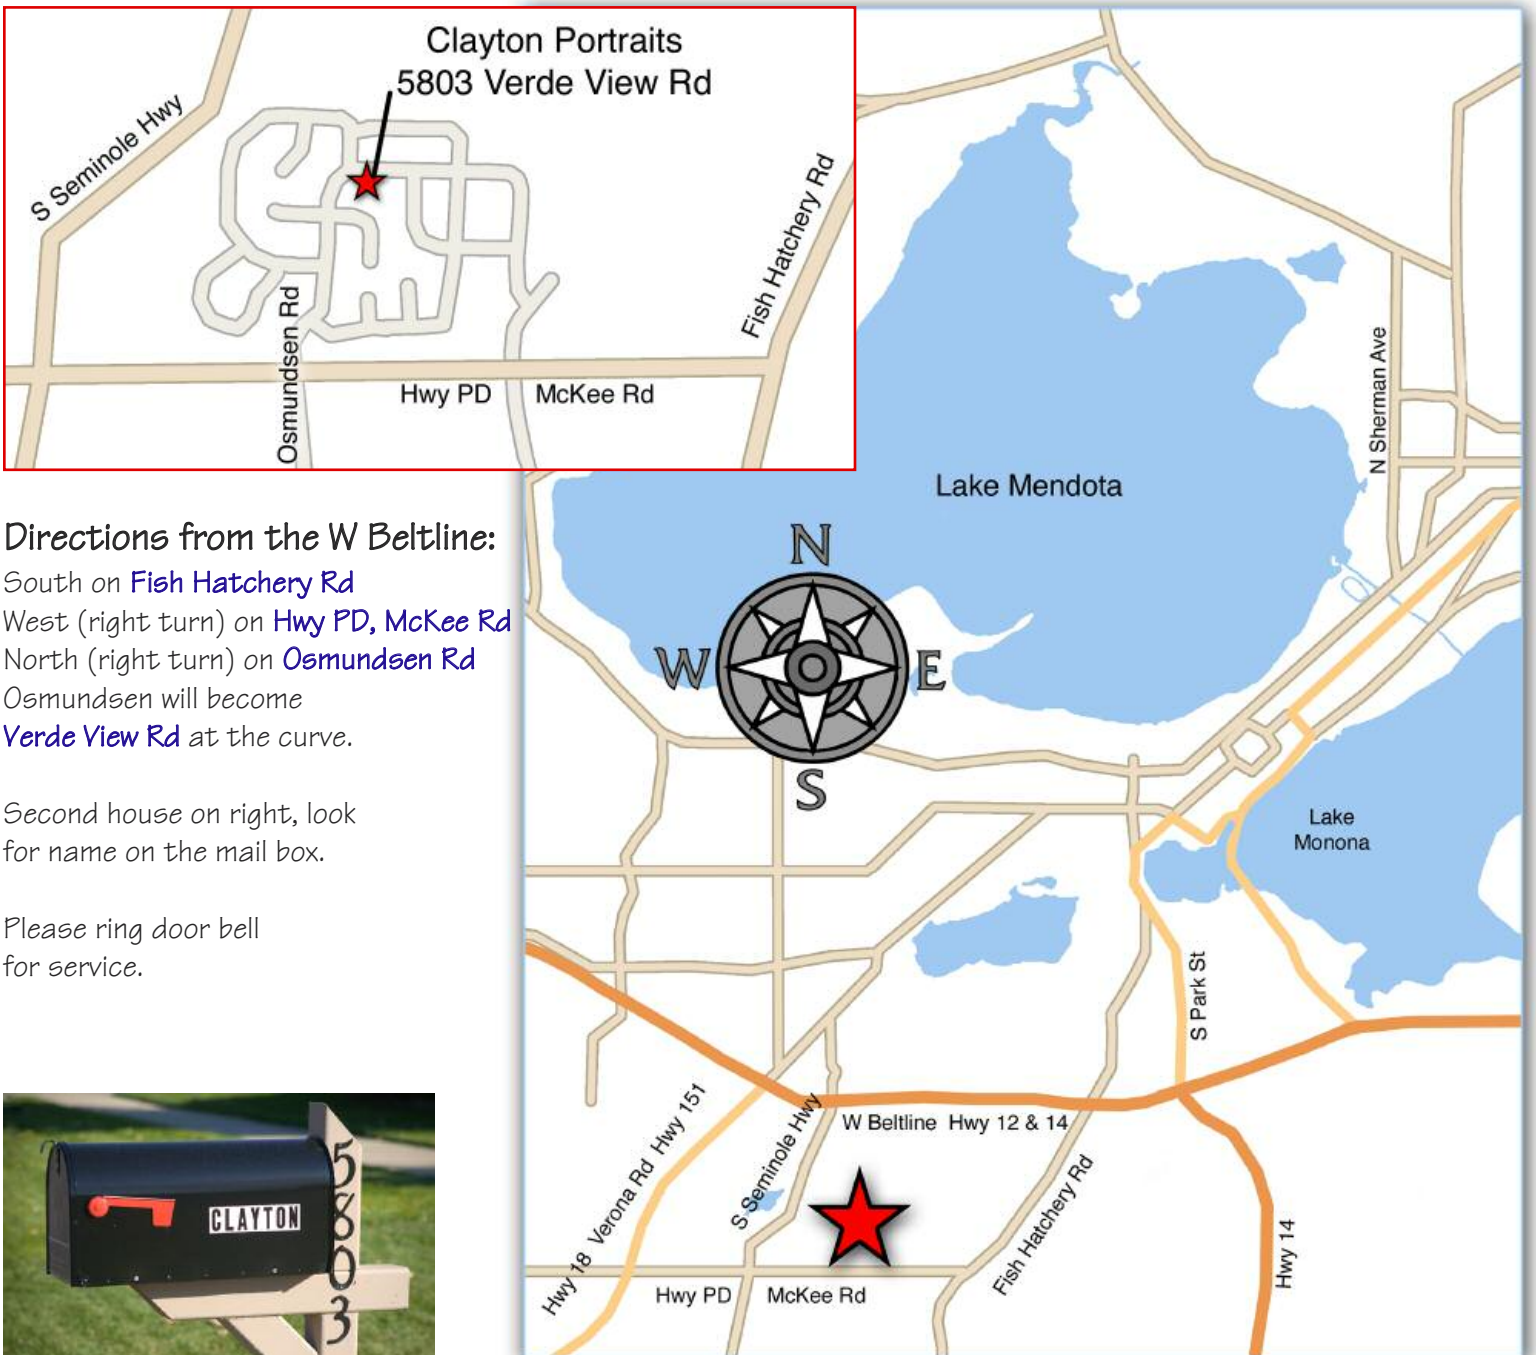 Clayton Portraits
5803 Verde View Rd
S Seminole Hwy
Fish Hatchery Rd
Osmundsen Rd
Hwy PD
McKee Rd
Directions from the W Beltline:
South on Fish Hatchery Rd
West (right turn) on Hwy PD, McKee Rd
North (right turn) on Osmundsen Rd
Osmundsen will become
Verde View Rd at the curve.
Second house on right, look
for name on the mail box.
Please ring door bell
for service.
CLAYTON
5803
N Sherman Ave
Lake Mendota
N
W
E
S
Lake
Monona
S Park St
W Beltline Hwy 12 & 14
Hwy 18 Verona Rd Hwy 151
S Seminole Hwy
Fish Hatchery Rd
Hwy 14
Hwy PD
McKee Rd